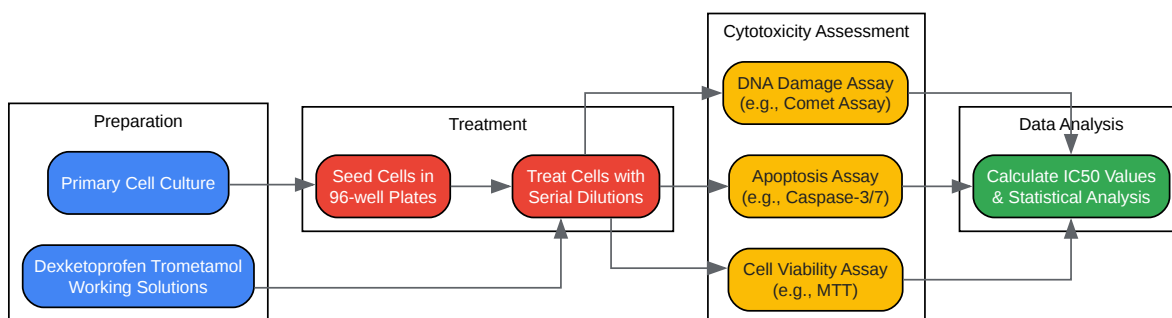 Preparation
Primary Cell Culture
Dexketoprofen Trometamol
Working Solutions
Treatment
Seed Cells in
96-well Plates
Treat Cells with
Serial Dilutions
Cytotoxicity Assessment
DNA Damage Assay
(e.g., Comet Assay)
Apoptosis Assay
(e.g., Caspase-3/7)
Cell Viability Assay
(e.g., MTT)
Data Analysis
Calculate IC50 Values
& Statistical Analysis